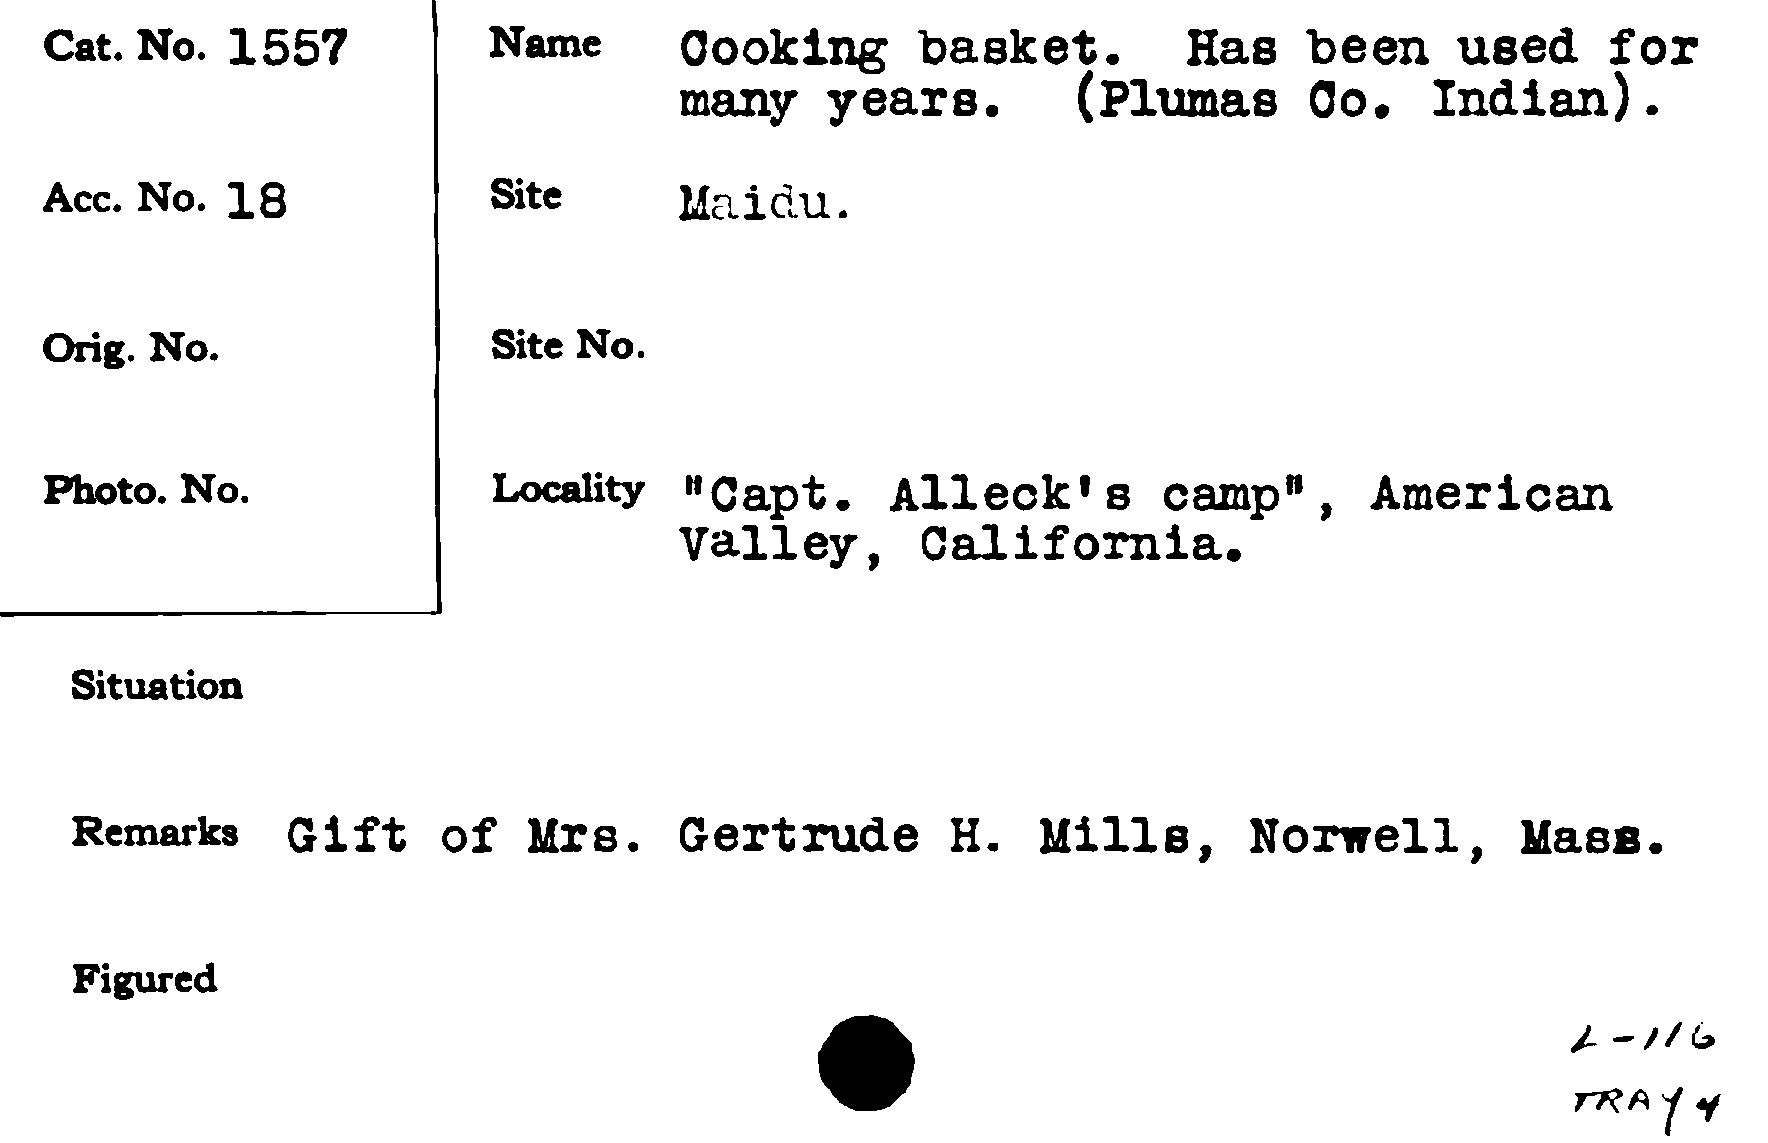 Cat. No. 1557
Acc. No. 18
Orig. No.
Photo. No.
Name Cooking basket. Has been used for
many years. (Plumas Co. Indian).
Site Maidu.
Site No.
Locality "Capt. Alleck's camp", American
Valley, California.
Situation
Remarks Gift of Mrs. Gertrude H. Mills, Norwell, Mass.
Figured
L-116
TRAY 4